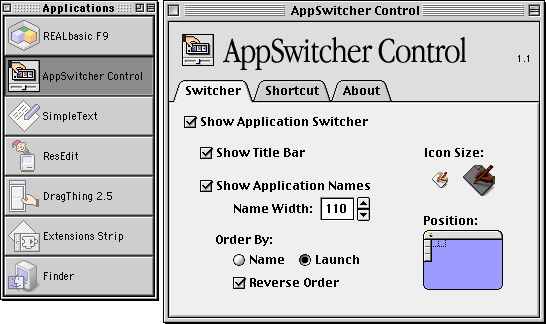 Applications
REALbasic F9
AppSwitcher Control
SimpleText
ResEdit
DragThing 2.5
Extensions Strip
Finder
AppSwitcher Control
AppSwitcher Control
1.1
Switcher
Shortcut
About
Show Application Switcher
Show Title Bar
Show Application Names
Name Width: 110
Order By:
Name Launch
Reverse Order
Icon Size:
Position: